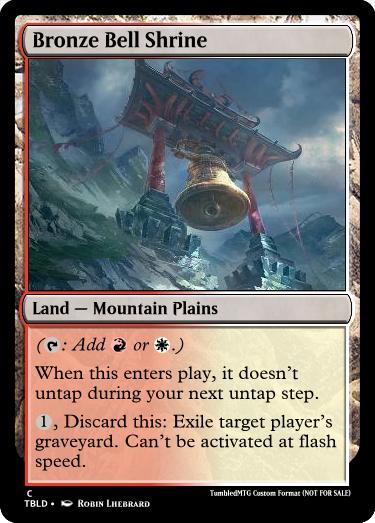 Bronze Bell Shrine
Land — Mountain Plains
(T: Add R or W.)
When this enters play, it doesn't
untap during your next untap step.
1, Discard this: Exile target player's
graveyard. Can't be activated at flash
speed.
C
TBLD • Robin Lhebrard
TumbledMTG Custom Format (NOT FOR SALE)